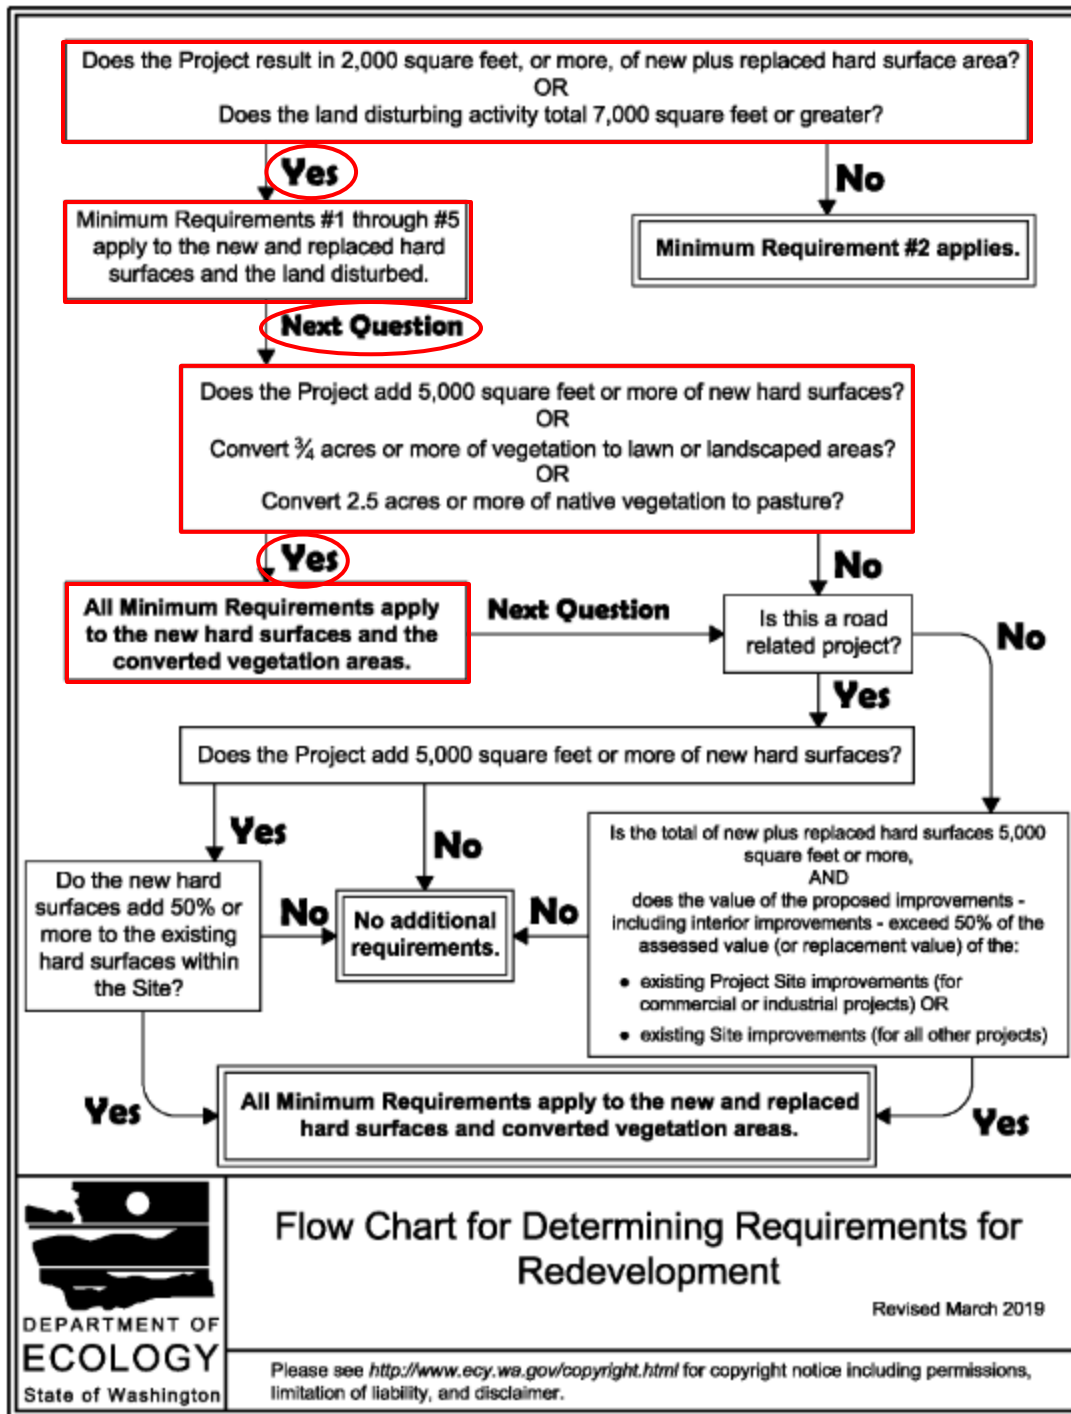 Does the Project result in 2,000 square feet, or more, of new plus replaced hard surface area?
OR
Does the land disturbing activity total 7,000 square feet or greater?
Yes
No
Minimum Requirements #1 through #5
apply to the new and replaced hard
surfaces and the land disturbed.
Minimum Requirement #2 applies.
Next Question
Does the Project add 5,000 square feet or more of new hard surfaces?
OR
Convert ¾ acres or more of vegetation to lawn or landscaped areas?
OR
Convert 2.5 acres or more of native vegetation to pasture?
Yes
No
All Minimum Requirements apply
to the new hard surfaces and the
converted vegetation areas.
Next Question
Is this a road
related project?
No
Yes
Does the Project add 5,000 square feet or more of new hard surfaces?
Yes
No
Do the new hard
surfaces add 50% or
more to the existing
hard surfaces within
the Site?
No
No additional
requirements.
No
Is the total of new plus replaced hard surfaces 5,000
square feet or more,
AND
does the value of the proposed improvements -
including interior improvements - exceed 50% of the
assessed value (or replacement value) of the:
● existing Project Site improvements (for
commercial or industrial projects) OR
● existing Site improvements (for all other projects)
Yes
All Minimum Requirements apply to the new and replaced
hard surfaces and converted vegetation areas.
Yes
DEPARTMENT OF
ECOLOGY
State of Washington
Flow Chart for Determining Requirements for
Redevelopment
Revised March 2019
Please see http://www.ecy.wa.gov/copyright.html for copyright notice including permissions,
limitation of liability, and disclaimer.